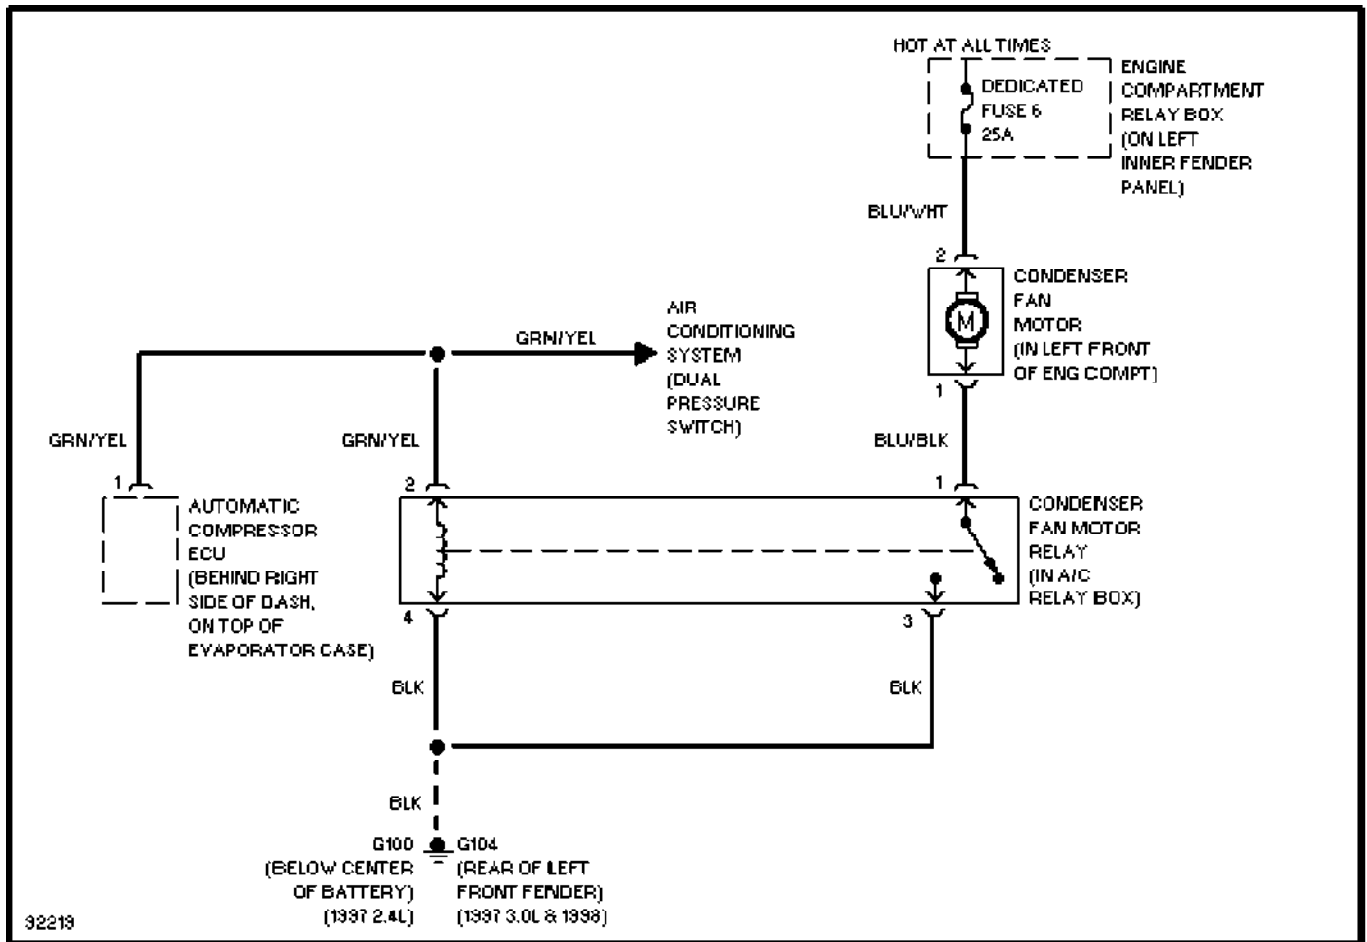 HOT AT ALL TIMES
DEDICATED
FUSE 6
25A
ENGINE
COMPARTMENT
RELAY BOX
(ON LEFT
INNER FENDER
PANEL)
BLU/WHT
2
CONDENSER
FAN
MOTOR
(IN LEFT FRONT
OF ENG COMPT)
M
1
AIR
CONDITIONING
SYSTEM
(DUAL
PRESSURE
SWITCH)
GRN/YEL
GRN/YEL
GRN/YEL
BLU/BLK
1
2
1
AUTOMATIC
COMPRESSOR
ECU
(BEHIND RIGHT
SIDE OF DASH,
ON TOP OF
EVAPORATOR CASE)
CONDENSER
FAN MOTOR
RELAY
(IN A/C
RELAY BOX)
4
3
BLK
BLK
BLK
G100
(BELOW CENTER
OF BATTERY)
(1997 2.4L)
G104
(REAR OF LEFT
FRONT FENDER)
(1997 3.0L & 1998)
92219